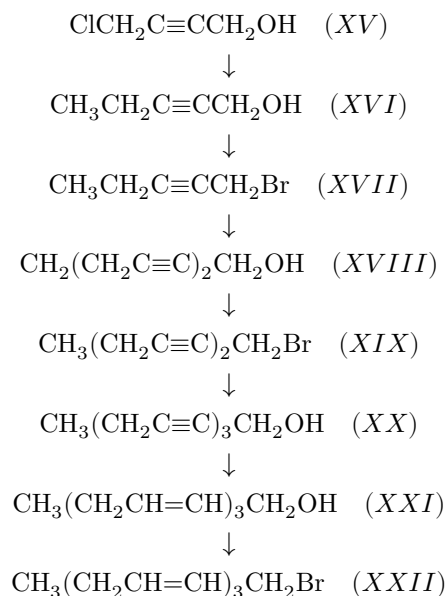 ClCH₂C≡CCH₂OH (XV)
↓
CH₃CH₂C≡CCH₂OH (XVI)
↓
CH₃CH₂C≡CCH₂Br (XVII)
↓
CH₂(CH₂C≡C)₂CH₂OH (XVIII)
↓
CH₃(CH₂C≡C)₂CH₂Br (XIX)
↓
CH₃(CH₂C≡C)₃CH₂OH (XX)
↓
CH₃(CH₂CH=CH)₃CH₂OH (XXI)
↓
CH₃(CH₂CH=CH)₃CH₂Br (XXII)